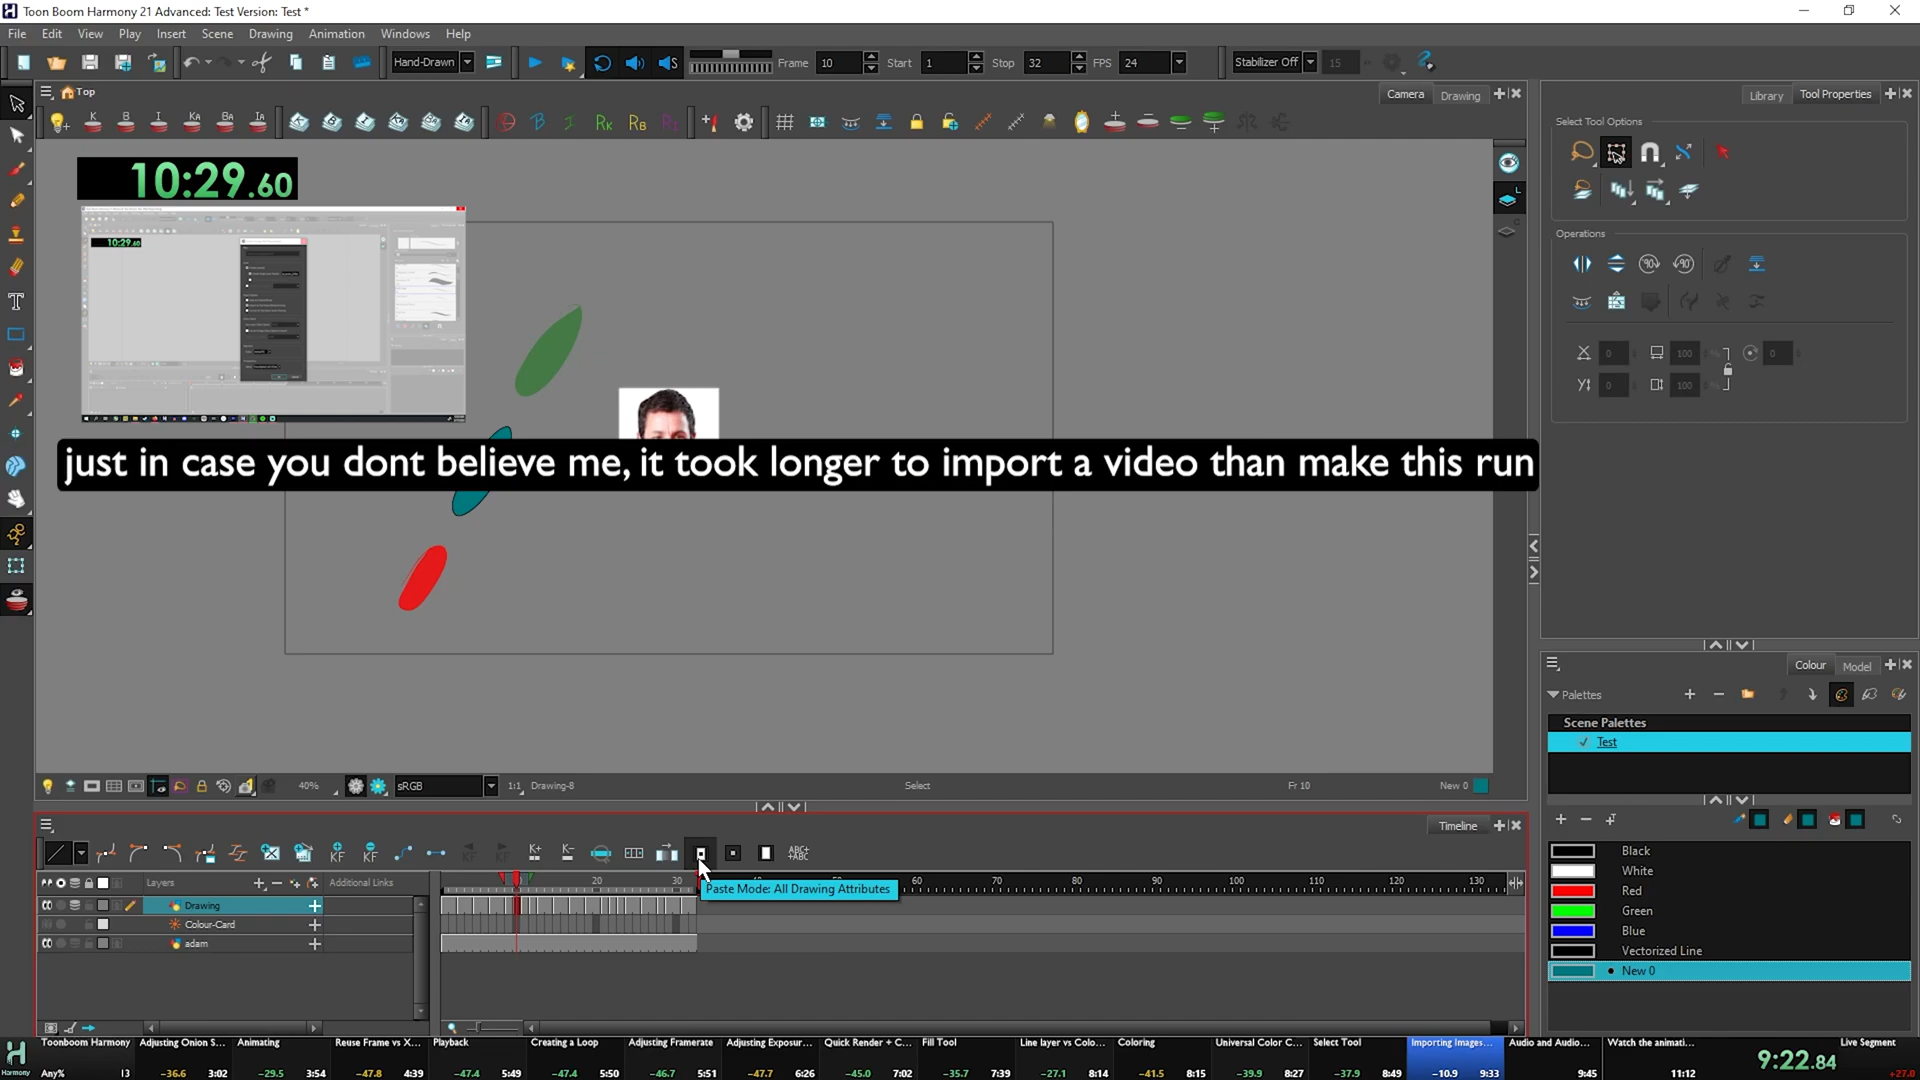 Toon Boom Harmony 21 Advanced: Test Version: Test *
File Edit View Play Insert Scene Drawing Animation Windows Help
Hand-Drawn Frame 10 Start 1 Stop 32 FPS 24 Stabilizer Off 15
Top Camera Drawing Library Tool Properties
K B I KA BA IA
Select Tool Options
10:29.60
10:29.60
Operations
X 0 100 % 0
Y 0 100 %
just in case you dont believe me, it took longer to import a video than make this run
Colour Model
Palettes
Scene Palettes
Test
40% sRGB 1:1 Drawing-8 Select Fr 10 New 0
Timeline
Layers Additional Links 20 30 60 70 80 90 100 110 120 130
Paste Mode: All Drawing Attributes
Drawing
Colour-Card
adam
Black
White
Red
Green
Blue
Vectorized Line
New 0
Toonboom Harmony Adjusting Onion S... Animating Reuse Frame vs X... Playback Creating a Loop Adjusting Framerate Adjusting Exposur... Quick Render + C... Fill Tool Line layer vs Colo... Coloring Universal Color C... Select Tool Importing Images... Audio and Audio... Watch the animati... Live Segment
Any% 13 -36.6 3:02 -29.5 3:54 -47.8 4:39 -47.4 5:49 -47.4 5:50 -46.7 5:51 -47.7 6:26 -45.0 7:02 -35.7 7:39 -27.1 8:14 -41.5 8:15 -39.9 8:27 -37.9 8:49 -10.9 9:33 9:45 11:12 9:22.84 +27.0